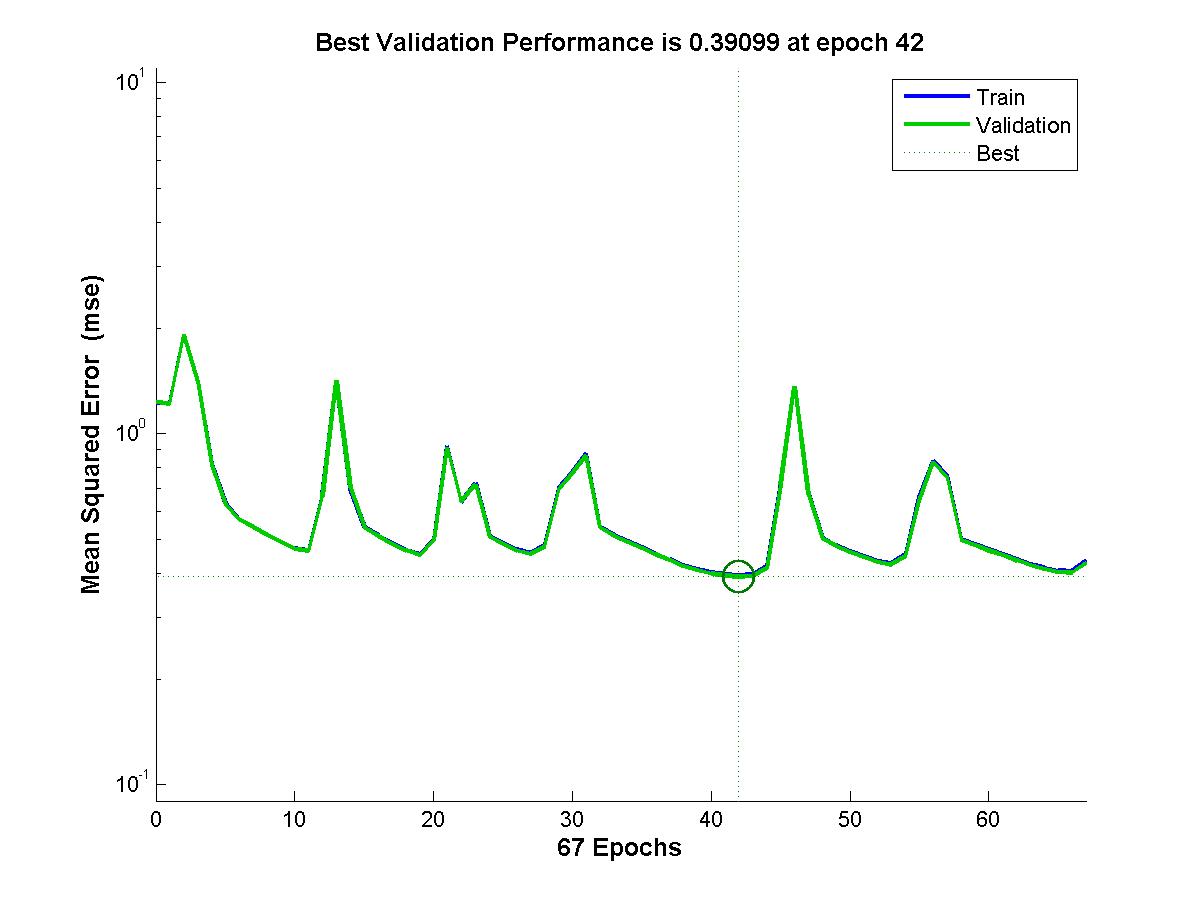 Best Validation Performance is 0.39099 at epoch 42
Train
Validation
Best
Mean Squared Error (mse)
10^1
10^0
10^-1
0 10 20 30 40 50 60
67 Epochs